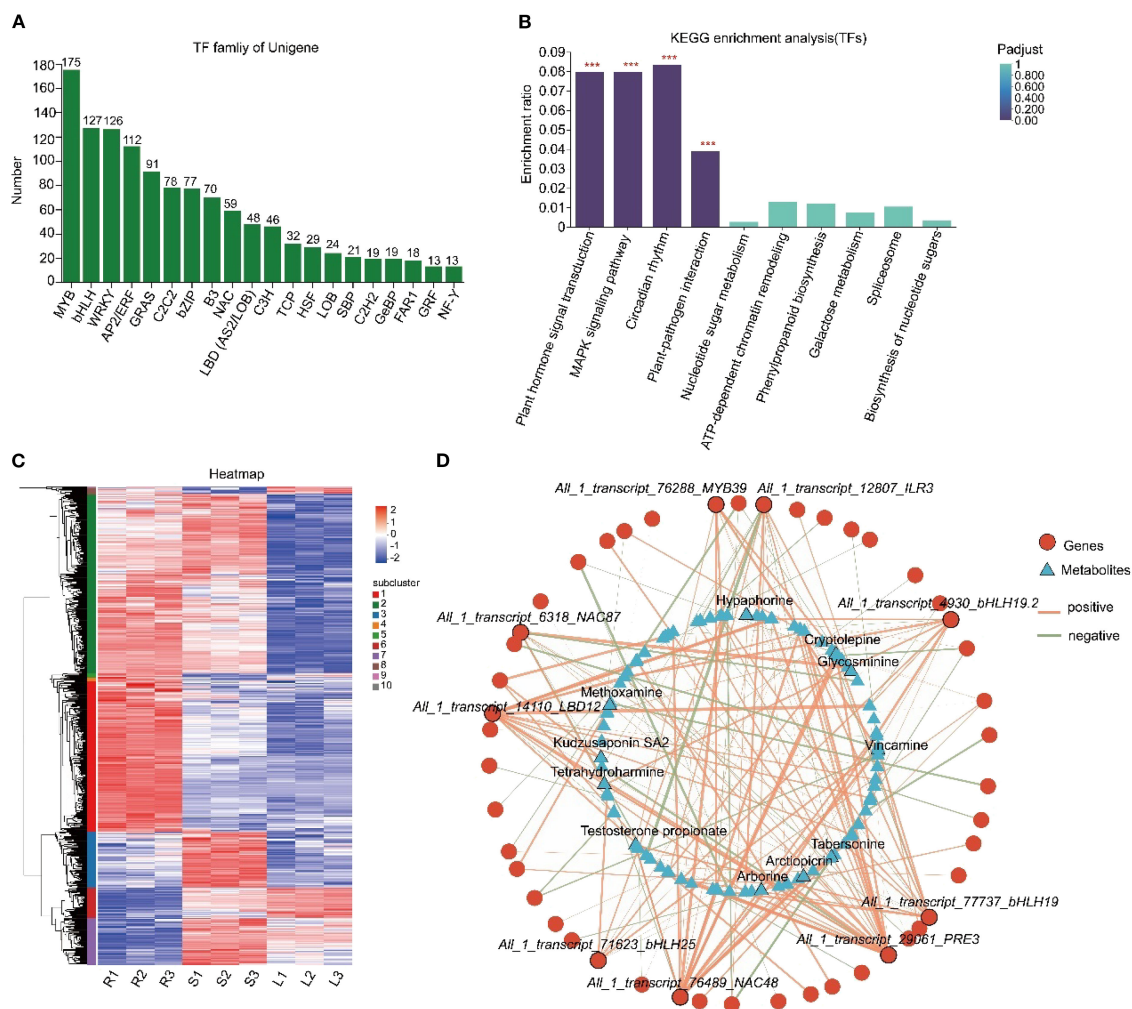 A
TF famliy of Unigene
Number
180
160
140
120
100
80
60
40
20
0
175
127
126
112
91
78
77
70
59
48
46
32
29
24
21
19
19
18
13
13
MYB
bHLH
WRKY
AP2/ERF
GRAS
C2C2
bZIP
B3
NAC
LBD (AS2/LOB)
C3H
TCP
HSF
LOB
SBP
C2H2
GeBP
FAR1
GRF
NF-Y
B
KEGG enrichment analysis(TFs)
Enrichment ratio
0.09
0.08
0.07
0.06
0.05
0.04
0.03
0.02
0.01
0
***
***
***
***
Padjust
1
0.800
0.600
0.400
0.200
0.00
Plant hormone signal transduction
MAPK signaling pathway
Circadian rhythm
Plant-pathogen interaction
Nucleotide sugar metabolism
ATP-dependent chromatin remodeling
Phenylpropanoid biosynthesis
Galactose metabolism
Spliceosome
Biosynthesis of nucleotide sugars
C
Heatmap
2
1
0
-1
-2
subcluster
1
2
3
4
5
6
7
8
9
10
R1
R2
R3
S1
S2
S3
L1
L2
L3
D
All_1_transcript_76288_MYB39
All_1_transcript_12807_ILR3
Genes
Metabolites
positive
negative
All_1_transcript_4930_bHLH19.2
All_1_transcript_6318_NAC87
Hypaphorine
Cryptolepine
Glycosminine
Methoxamine
All_1_transcript_14110_LBD12
Kudzusaponin SA2
Vincamine
Tetrahydroharmine
Testosterone propionate
Tabersonine
Arctiopicrin
Arborine
All_1_transcript_77737_bHLH19
All_1_transcript_29061_PRE3
All_1_transcript_71623_bHLH25
All_1_transcript_76489_NAC48